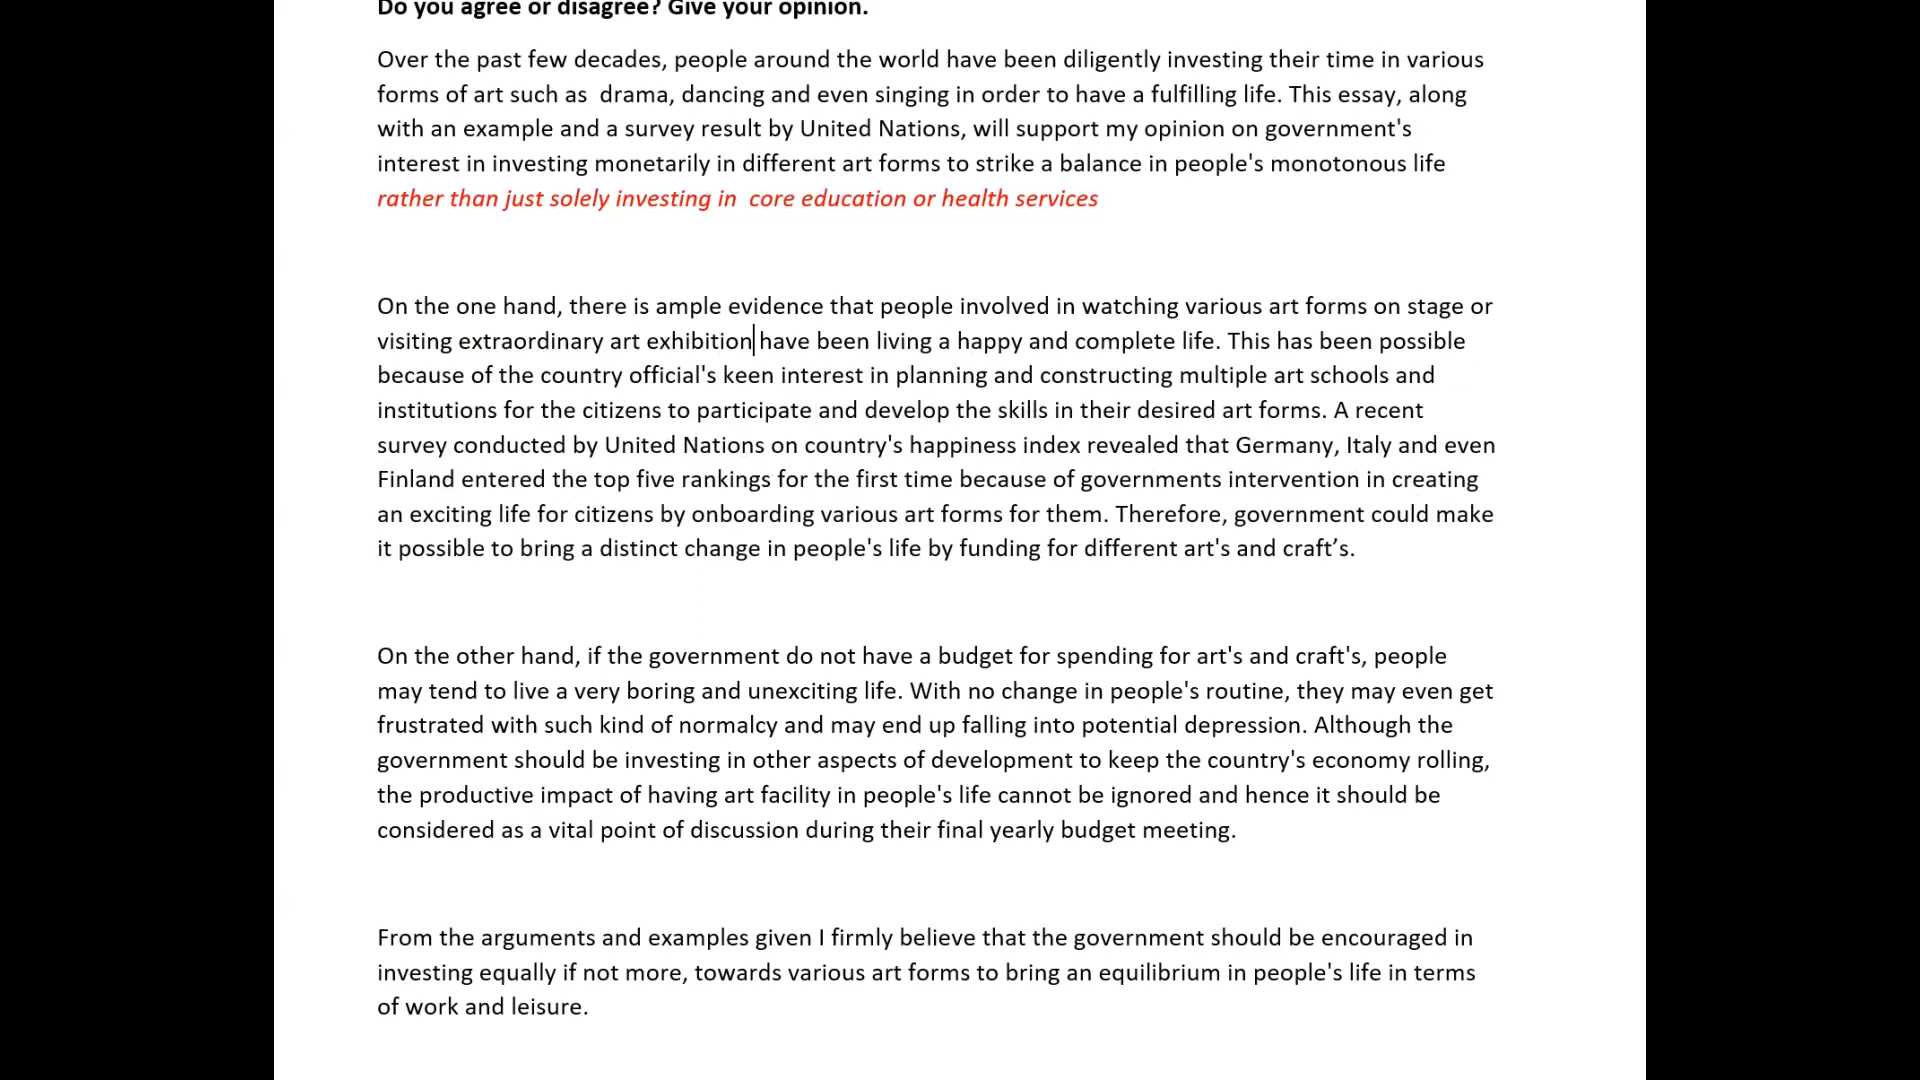 Do you agree or disagree? Give your opinion.
Over the past few decades, people around the world have been diligently investing their time in various
forms of art such as  drama, dancing and even singing in order to have a fulfilling life. This essay, along
with an example and a survey result by United Nations, will support my opinion on government's
interest in investing monetarily in different art forms to strike a balance in people's monotonous life
rather than just solely investing in  core education or health services
On the one hand, there is ample evidence that people involved in watching various art forms on stage or
visiting extraordinary art exhibition have been living a happy and complete life. This has been possible
because of the country official's keen interest in planning and constructing multiple art schools and
institutions for the citizens to participate and develop the skills in their desired art forms. A recent
survey conducted by United Nations on country's happiness index revealed that Germany, Italy and even
Finland entered the top five rankings for the first time because of governments intervention in creating
an exciting life for citizens by onboarding various art forms for them. Therefore, government could make
it possible to bring a distinct change in people's life by funding for different art's and craft’s.
On the other hand, if the government do not have a budget for spending for art's and craft's, people
may tend to live a very boring and unexciting life. With no change in people's routine, they may even get
frustrated with such kind of normalcy and may end up falling into potential depression. Although the
government should be investing in other aspects of development to keep the country's economy rolling,
the productive impact of having art facility in people's life cannot be ignored and hence it should be
considered as a vital point of discussion during their final yearly budget meeting.
From the arguments and examples given I firmly believe that the government should be encouraged in
investing equally if not more, towards various art forms to bring an equilibrium in people's life in terms
of work and leisure.